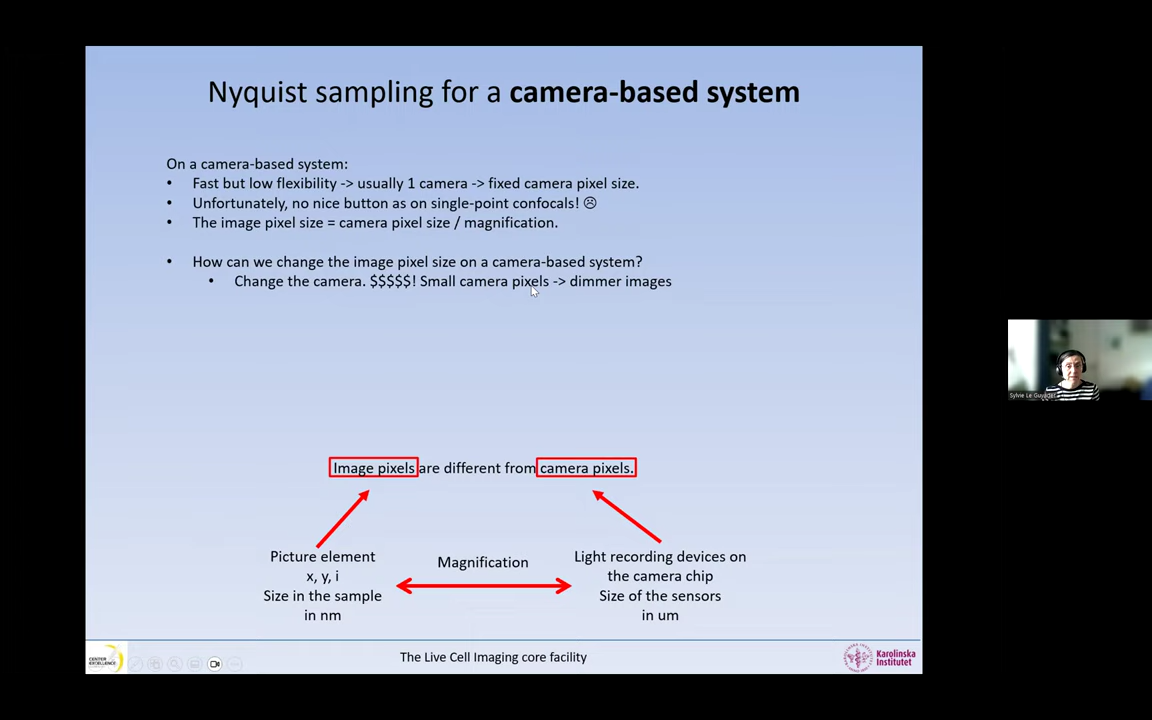 Nyquist sampling for a camera-based system
On a camera-based system:
• Fast but low flexibility -> usually 1 camera -> fixed camera pixel size.
• Unfortunately, no nice button as on single-point confocals! ☹
• The image pixel size = camera pixel size / magnification.
• How can we change the image pixel size on a camera-based system?
• Change the camera. $$$$$! Small camera pixels -> dimmer images
Image pixels are different from camera pixels.
Picture element
x, y, i
Size in the sample
in nm
Magnification
Light recording devices on
the camera chip
Size of the sensors
in um
The Live Cell Imaging core facility
Karolinska
Institutet
Sylvie Le Guyader